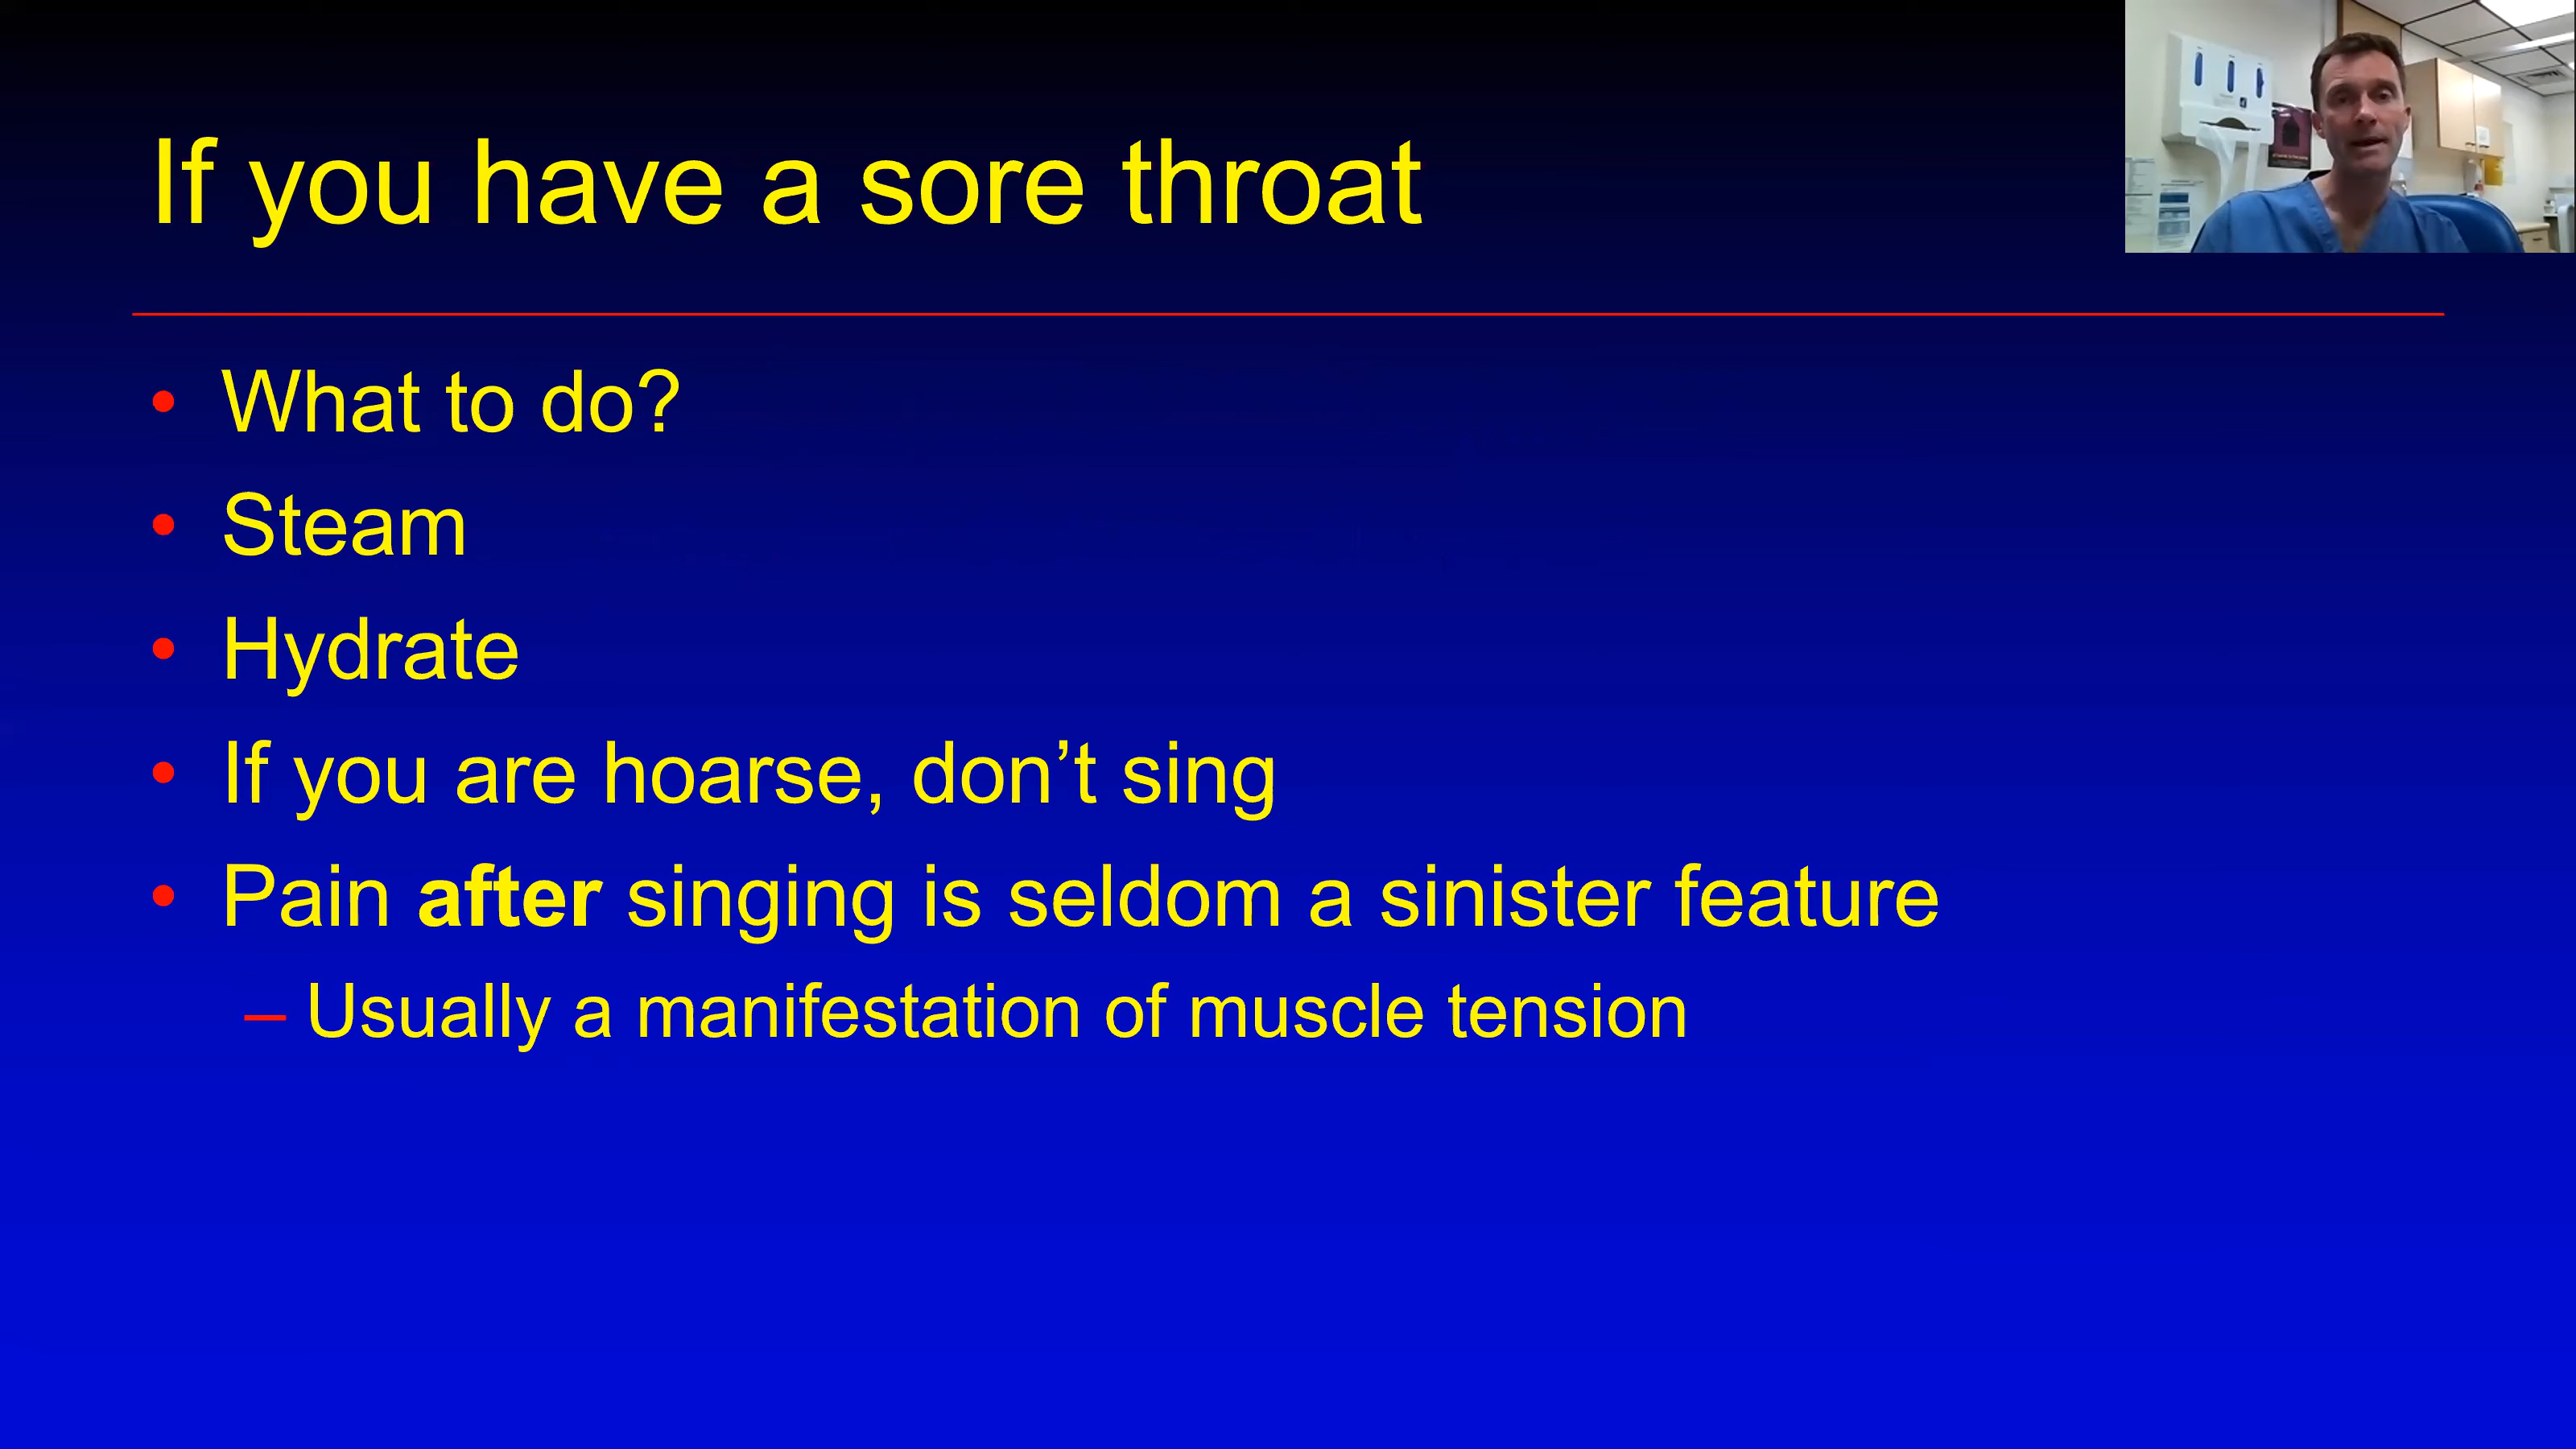 If you have a sore throat
• What to do?
• Steam
• Hydrate
• If you are hoarse, don’t sing
• Pain after singing is seldom a sinister feature
– Usually a manifestation of muscle tension